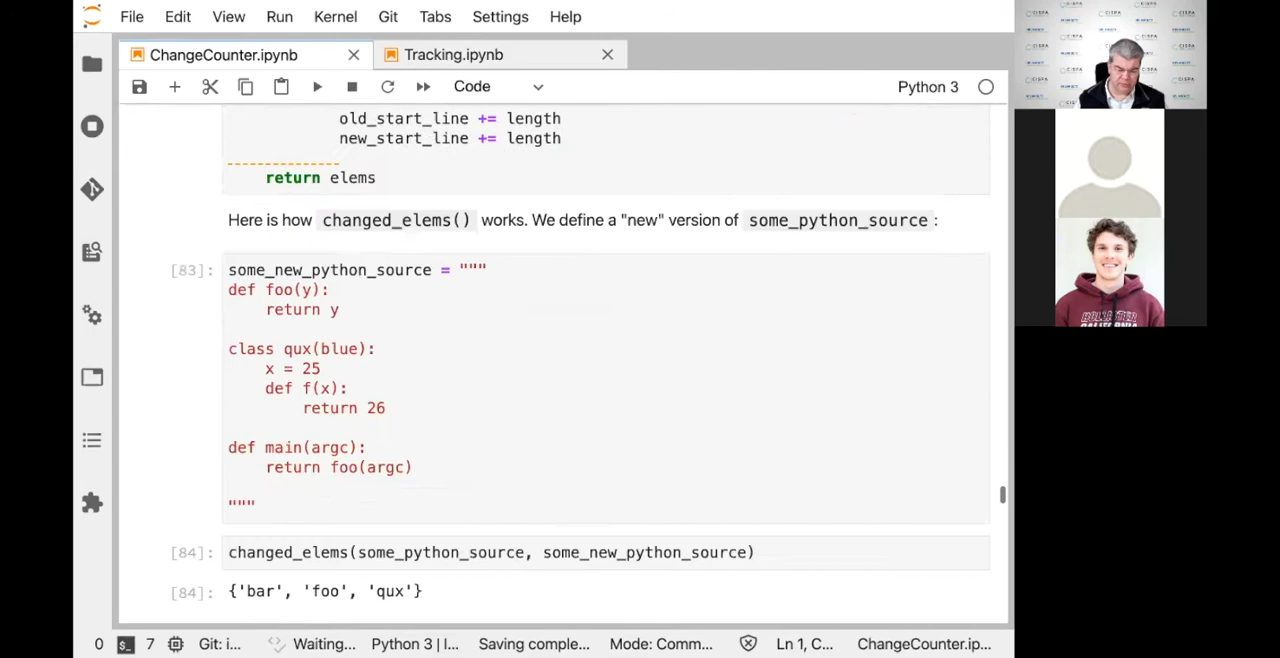 File Edit View Run Kernel Git Tabs Settings Help
ChangeCounter.ipynb
Tracking.ipynb
Code
Python 3
old_start_line += length
new_start_line += length
return elems
Here is how changed_elems() works. We define a "new" version of some_python_source:
[83]: some_new_python_source = """
def foo(y):
return y
class qux(blue):
x = 25
def f(x):
return 26
def main(argc):
return foo(argc)
"""
[84]: changed_elems(some_python_source, some_new_python_source)
[84]: {'bar', 'foo', 'qux'}
0 7 Git: i... Waiting... Python 3 | I... Saving comple... Mode: Comm... Ln 1, C... ChangeCounter.ip...
CISPA
HOLLISTER
CALIFORNIA